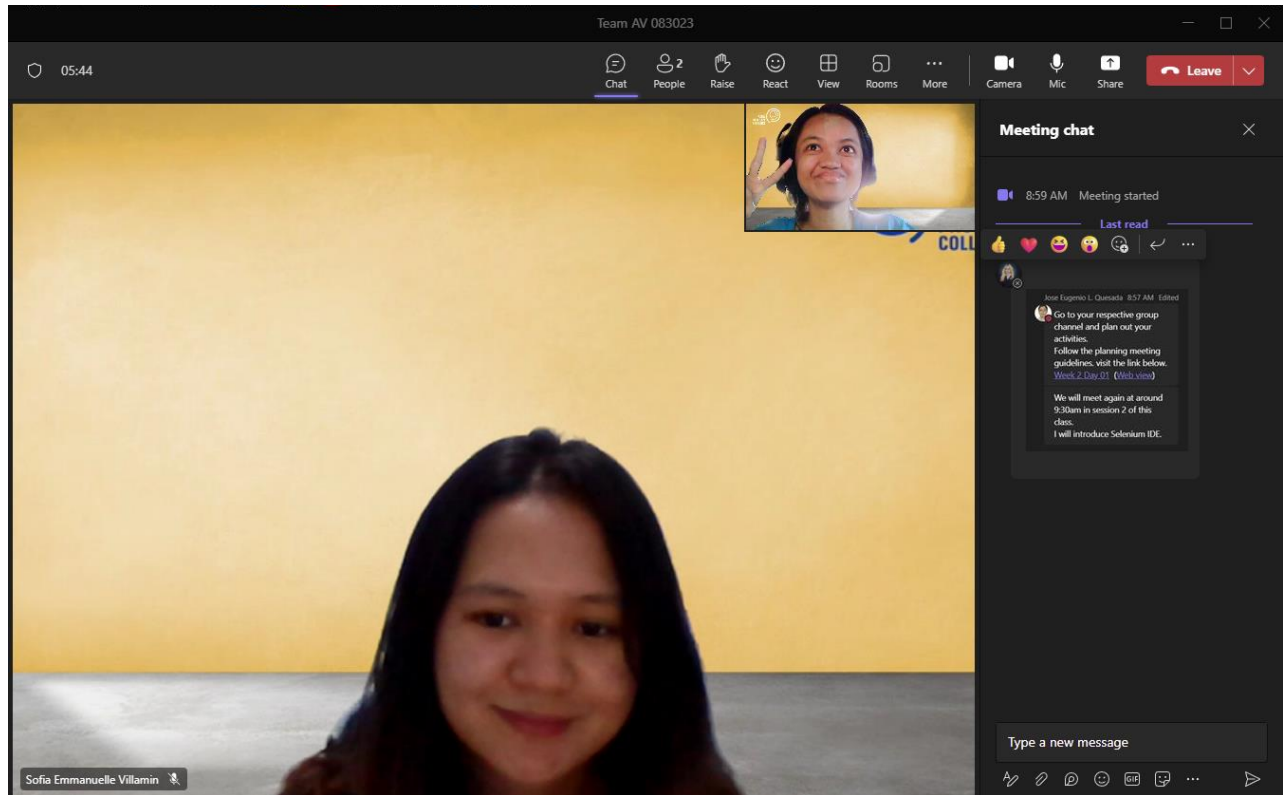 Team AV 083023
05:44
Chat
People 2
Raise
React
View
Rooms
More
Camera
Mic
Share
Leave
COLL
Sofia Emmanuelle Villamin
Meeting chat
8:59 AM Meeting started
Last read
Jose Eugenio L. Quesada 8:57 AM Edited
Go to your respective group
channel and plan out your
activities.
Follow the planning meeting
guidelines. visit the link below.
Week 2 Day 01 (Web view)
We will meet again at around
9:30am in session 2 of this
class.
I will introduce Selenium IDE.
Type a new message
GIF